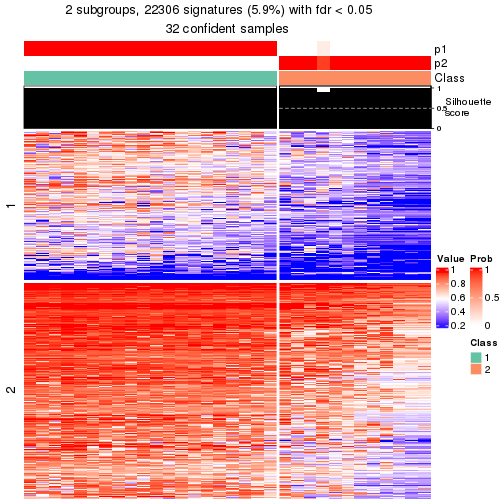 2 subgroups, 22306 signatures (5.9%) with fdr < 0.05
32 confident samples
p1
p2
Class
1
0.5
0
Silhouette
score
1
2
Value
1
0.8
0.6
0.4
0.2
Prob
1
0.5
0
Class
1
2